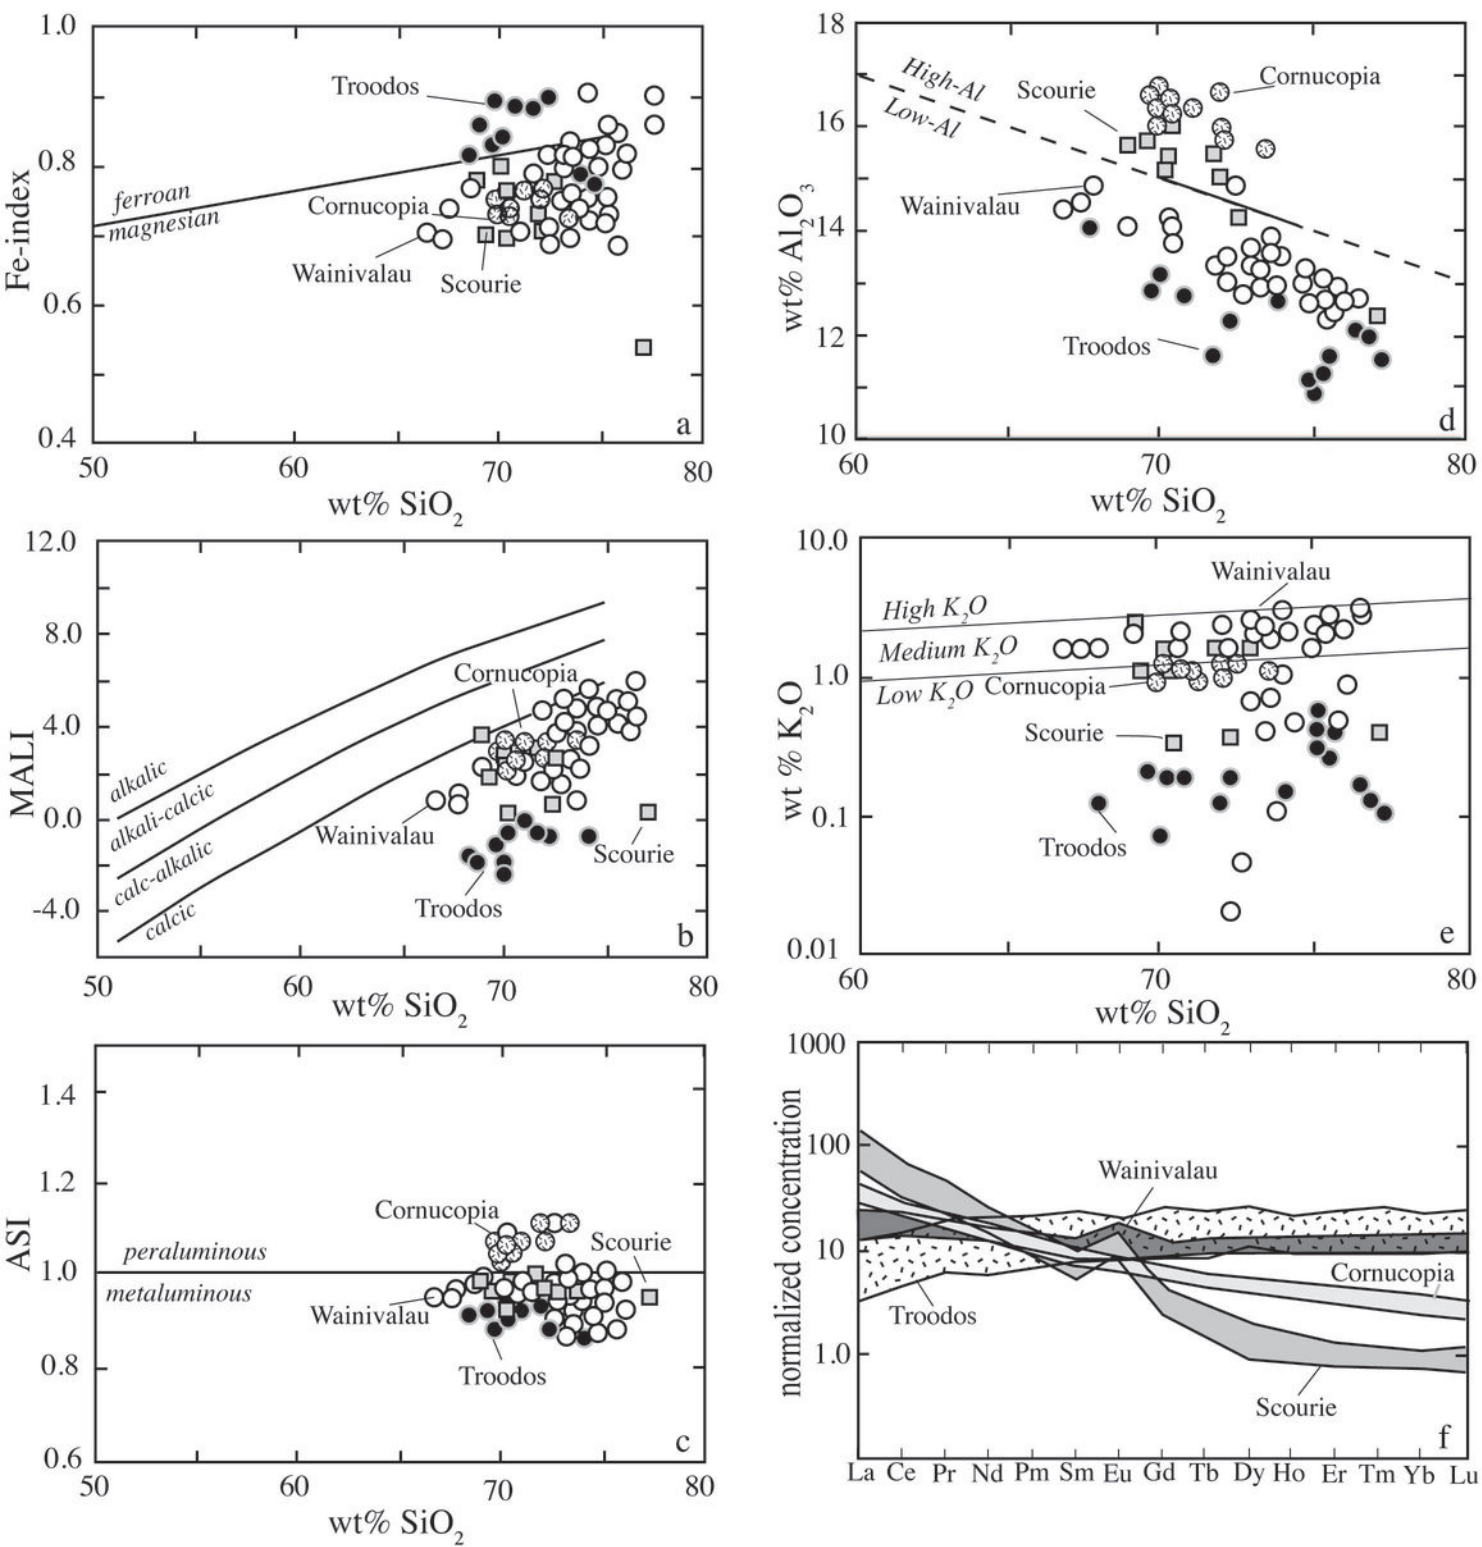 1.0
0.8
0.6
0.4
Fe-index
Troodos
ferroan
magnesian
Cornucopia
Wainivalau
Scourie
a
50
60
70
80
wt% SiO2
12.0
8.0
4.0
0.0
-4.0
MALI
Cornucopia
alkalic
alkali-calcic
calc-alkalic
calcic
Wainivalau
Scourie
Troodos
b
50
60
70
80
wt% SiO2
1.4
1.2
1.0
0.8
0.6
ASI
Cornucopia
Scourie
peraluminous
metaluminous
Wainivalau
Troodos
c
50
60
70
80
wt% SiO2
18
16
14
12
10
wt% Al2O3
High-Al
Low-Al
Scourie
Cornucopia
Wainivalau
Troodos
d
60
70
80
wt% SiO2
10.0
1.0
0.1
0.01
wt % K2O
Wainivalau
High K2O
Medium K2O
Low K2O
Cornucopia
Scourie
Troodos
e
60
70
80
wt% SiO2
1000
100
10
1.0
normalized concentration
Wainivalau
Cornucopia
Troodos
Scourie
f
La Ce Pr Nd Pm Sm Eu Gd Tb Dy Ho Er Tm Yb Lu